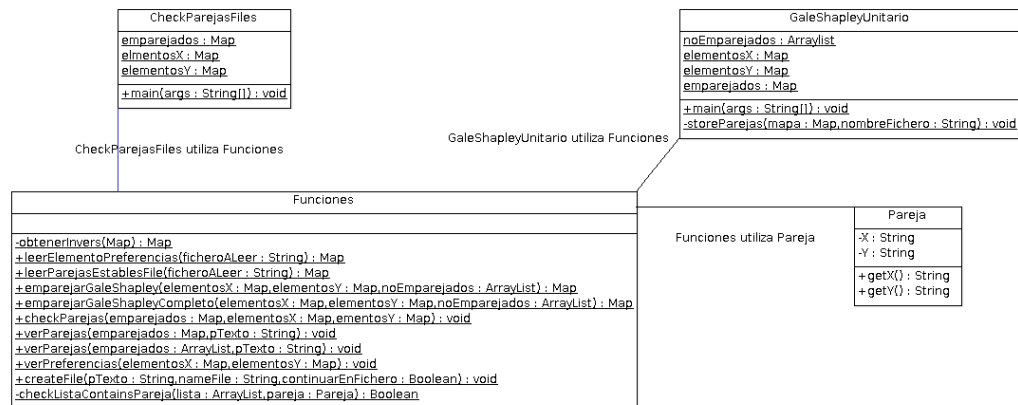 CheckParejasFiles
emparejados : Map
elmentosX : Map
elementosY : Map
+main(args : String[]) : void
GaleShapleyUnitario
noEmparejados : Arraylist
elementosX : Map
elementosY : Map
emparejados : Map
+main(args : String[]) : void
-storeParejas(mapa : Map,nombreFichero : String) : void
CheckParejasFiles utiliza Funciones
GaleShapleyUnitario utiliza Funciones
Funciones
-obtenerInvers(Map) : Map
+leerElementoPreferencias(ficheroALeer : String) : Map
+leerParejasEstablesFile(ficheroALeer : String) : Map
+emparejarGaleShapley(elementosX : Map,elementosY : Map,noEmparejados : ArrayList) : Map
+emparejarGaleShapleyCompleto(elementosX : Map,elementosY : Map,noEmparejados : ArrayList) : Map
+checkParejas(emparejados : Map,elementosX : Map,ementosY : Map) : void
+verParejas(emparejados : Map,pTexto : String) : void
+verParejas(emparejados : ArrayList,pTexto : String) : void
+verPreferencias(elementosX : Map,elementosY : Map) : void
+createFile(pTexto : String,nameFile : String,continuarEnFichero : Boolean) : void
-checkListaContainsPareja(lista : ArrayList,pareja : Pareja) : Boolean
Funciones utiliza Pareja
Pareja
-X : String
-Y : String
+getX() : String
+getY() : String